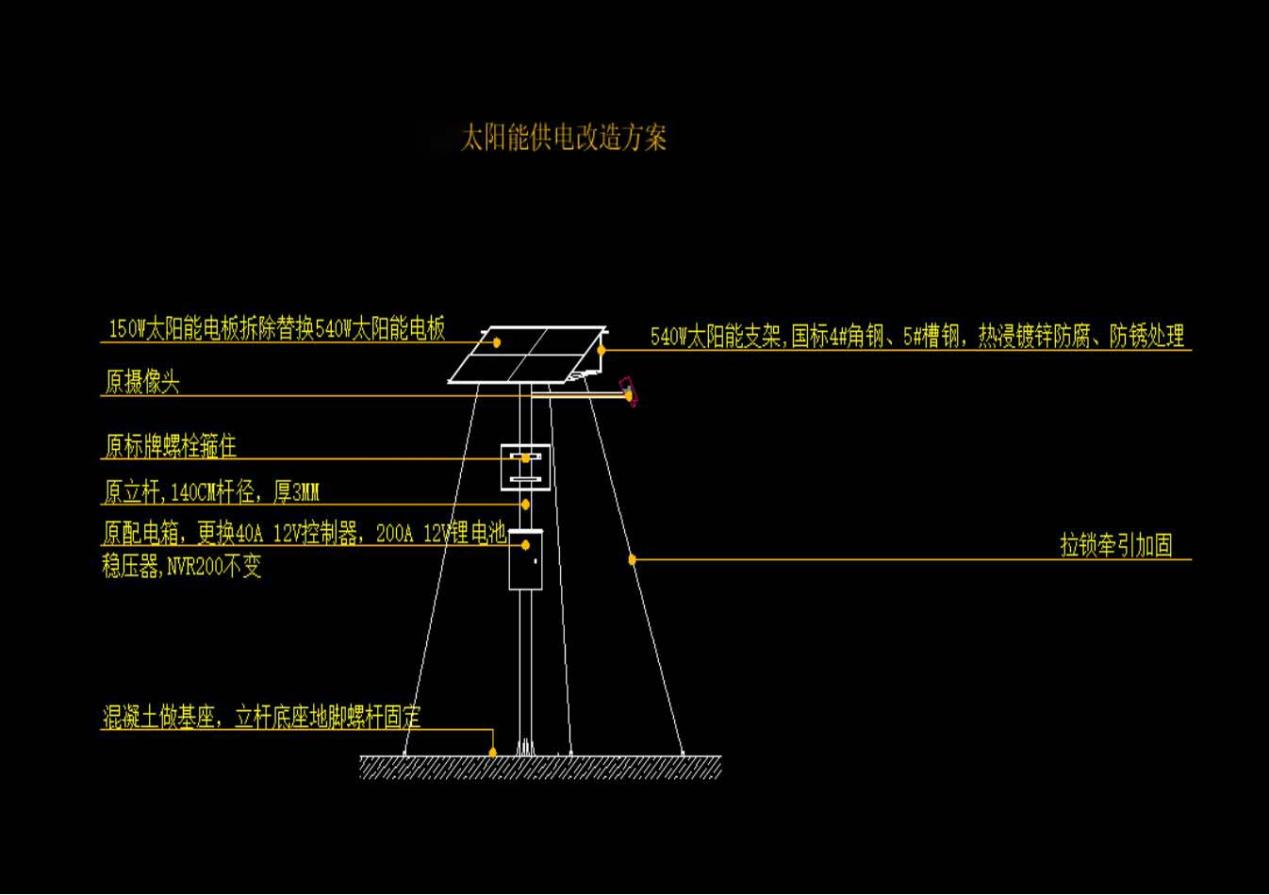 太阳能供电改造方案
150W太阳能电板拆除替换540W太阳能电板
540W太阳能支架,国标4#角钢、5#槽钢，热浸镀锌防腐、防锈处理
原摄像头
原标牌螺栓箍住
原立杆,140CM杆径，厚3MM
原配电箱，更换40A 12V控制器，200A 12V锂电池
稳压器,NVR200不变
拉锁牵引加固
混凝土做基座，立杆底座地脚螺杆固定